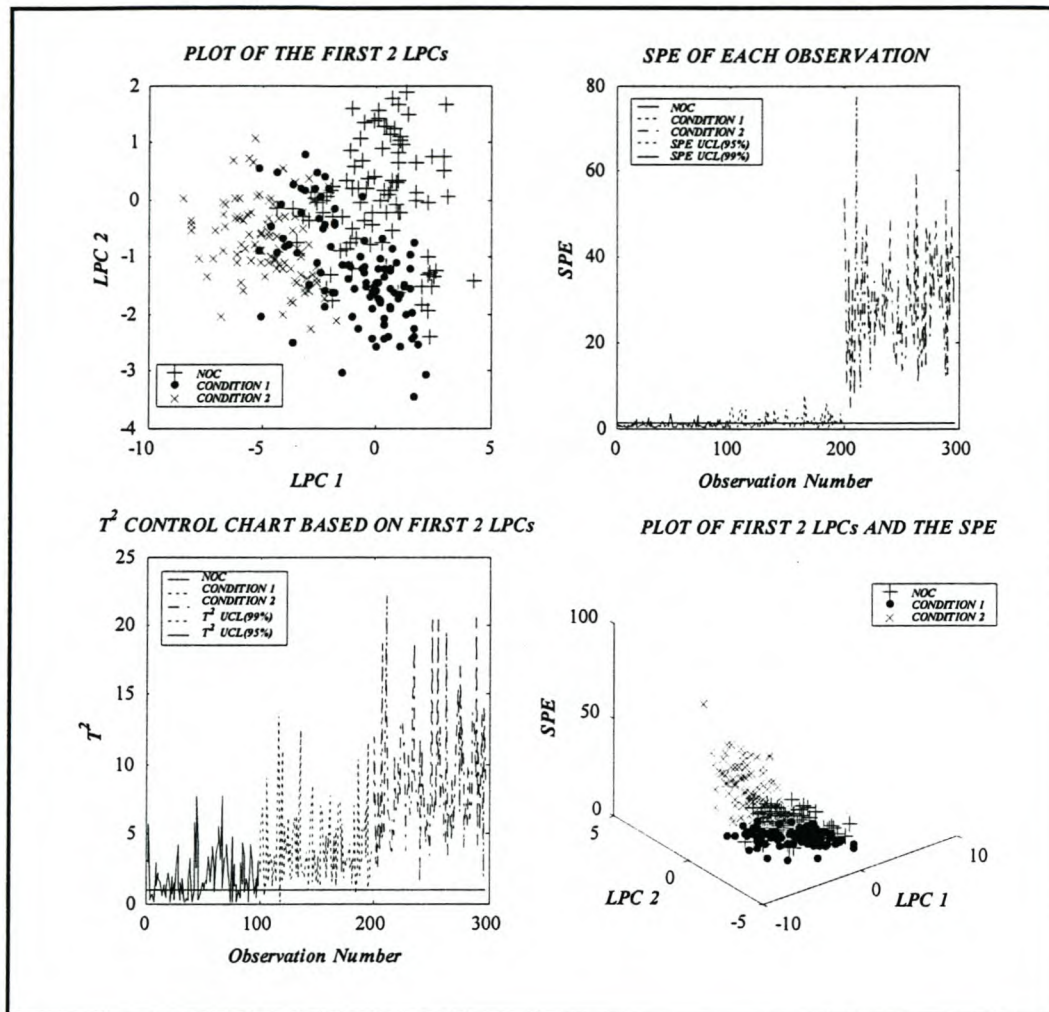 PLOT OF THE FIRST 2 LPCs
2
1
0
-1
-2
-3
-4
LPC 2
-10
-5
0
5
LPC 1
NOC
CONDITION 1
CONDITION 2
SPE OF EACH OBSERVATION
80
60
40
20
0
SPE
0
100
200
300
Observation Number
NOC
CONDITION 1
CONDITION 2
SPE UCL(95%)
SPE UCL(99%)
T² CONTROL CHART BASED ON FIRST 2 LPCs
25
20
15
10
5
0
T²
0
100
200
300
Observation Number
NOC
CONDITION 1
CONDITION 2
T² UCL(99%)
T² UCL(95%)
PLOT OF FIRST 2 LPCs AND THE SPE
NOC
CONDITION 1
CONDITION 2
100
50
0
SPE
5
0
-5
LPC 2
-10
0
10
LPC 1